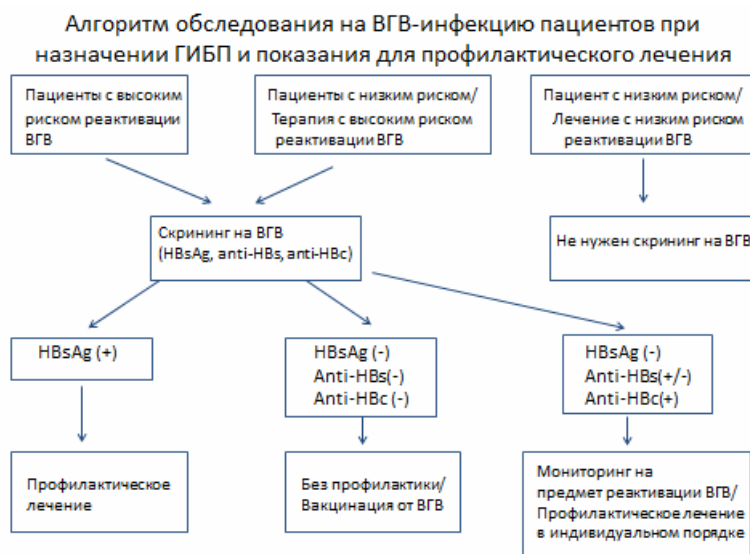 Алгоритм обследования на ВГВ-инфекцию пациентов при
назначении ГИБП и показания для профилактического лечения
Пациенты с высоким
риском реактивации
ВГВ
Пациенты с низким риском/
Терапия с высоким риском
реактивации ВГВ
Пациент с низким риском/
Лечение с низким риском
реактивации ВГВ
Скрининг на ВГВ
(HBsAg, anti-HBs, anti-HBc)
Не нужен скрининг на ВГВ
HBsAg (+)
HBsAg (-)
Anti-HBs(-)
Anti-HBc (-)
HBsAg (-)
Anti-HBs(+/-)
Anti-HBc(+)
Профилактическое
лечение
Без профилактики/
Вакцинация от ВГВ
Мониторинг на
предмет реактивации ВГВ/
Профилактическое лечение
в индивидуальном порядке